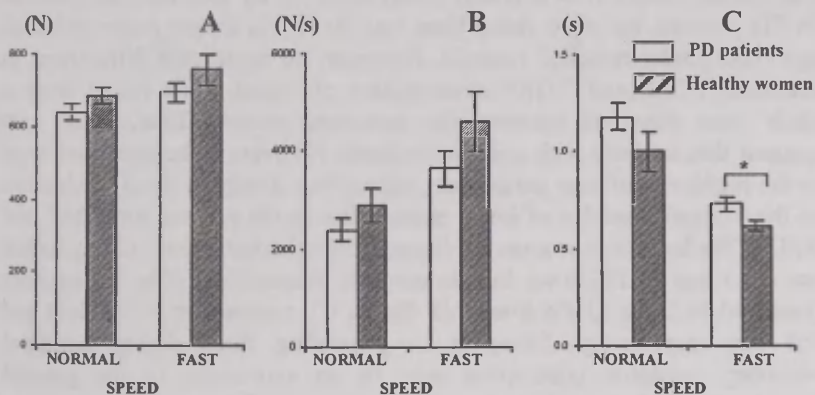 (N) A (N/s) B (s) C
800 6000 1.5
PD patients
Healthy women
600
4000 1.0
*
400
2000 0.5
200
0 0 0.0
NORMAL FAST NORMAL FAST NORMAL FAST
SPEED SPEED SPEED